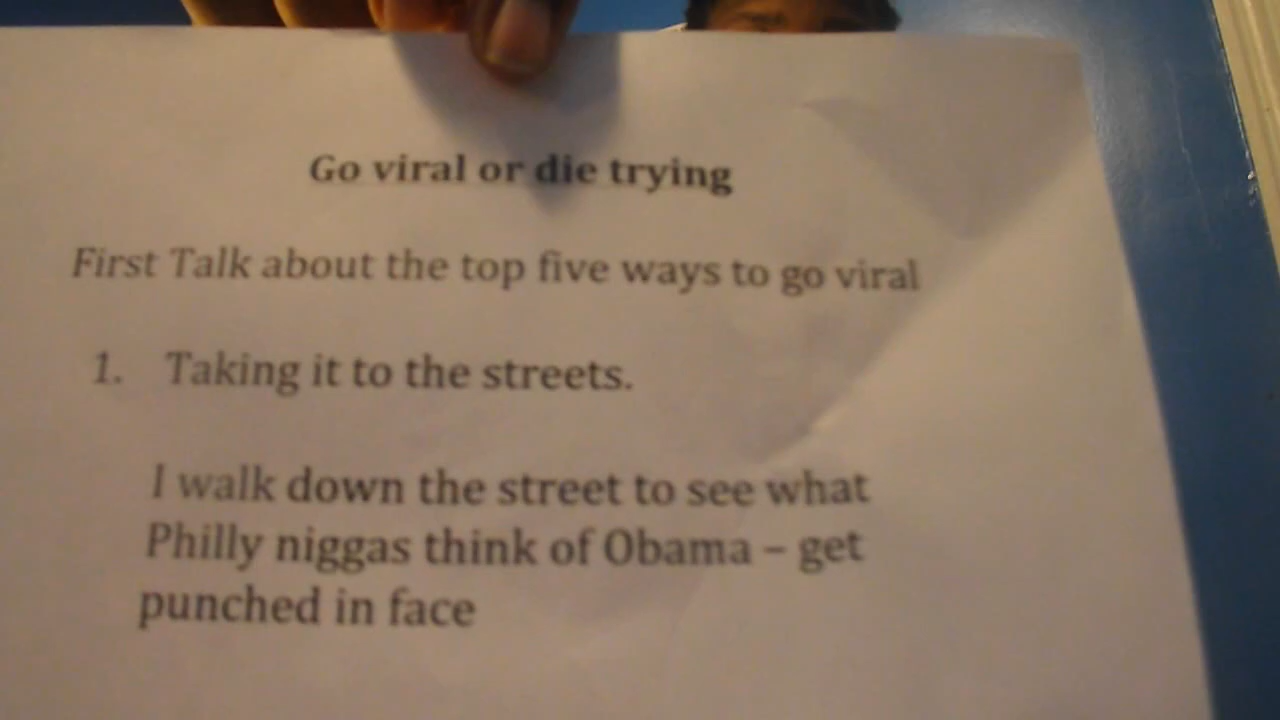 Go viral or die trying
First Talk about the top five ways to go viral
1. Taking it to the streets.
I walk down the street to see what
Philly niggas think of Obama – get
punched in face